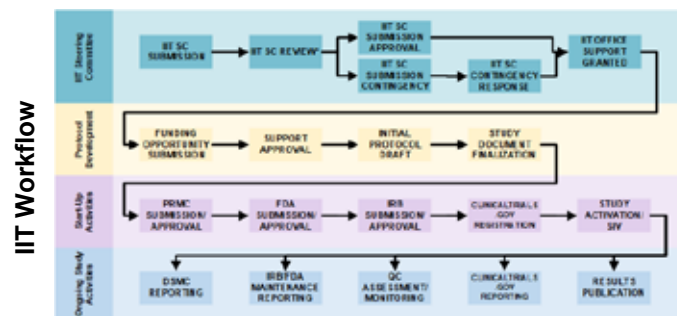 IIT Workflow
IIT Steering
Committee
IIT SC
SUBMISSION
IIT SC REVIEW*
IIT SC
SUBMISSION
APPROVAL
IIT SC
SUBMISSION
CONTINGENCY
IIT SC
CONTINGENCY
RESPONSE
IIT OFFICE
SUPPORT
GRANTED
Protocol
Development
FUNDING
OPPORTUNITY
SUBMISSION
SUPPORT
APPROVAL
INITIAL
PROTOCOL
DRAFT
STUDY
DOCUMENT
FINALIZATION
Start-Up
Activities
PRMC
SUBMISSION/
APPROVAL
FDA
SUBMISSION/
APPROVAL
IRB
SUBMISSION/
APPROVAL
CLINICALTRIALS
.GOV
REGISTRATION
STUDY
ACTIVATION/
SIV
Ongoing Study
Activities
DSMC
REPORTING
IRB/FDA
MAINTENANCE
REPORTING
QC
ASSESSMENT/
MONITORING
CLINICALTRIALS
.GOV
REPORTING
RESULTS
PUBLICATION